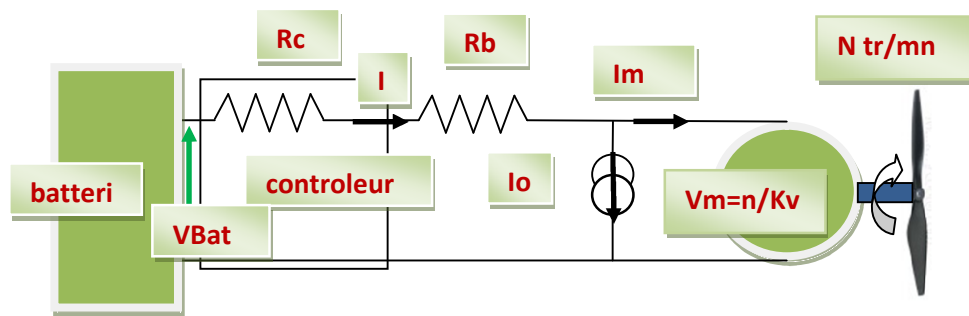 Rc
Rb
N tr/mn
I
Im
batteri
controleur
Io
Vm=n/Kv
VBat